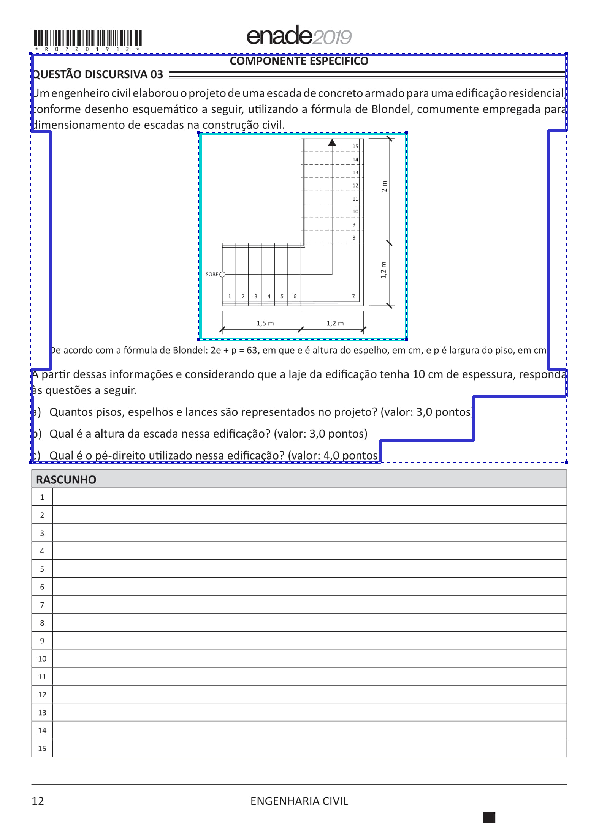 *R07201912*
enade2019
COMPONENTE ESPECÍFICO
QUESTÃO DISCURSIVA 03
Um engenheiro civil elaborou o projeto de uma escada de concreto armado para uma edificação residencial,
conforme desenho esquemático a seguir, utilizando a fórmula de Blondel, comumente empregada para
dimensionamento de escadas na construção civil.
15
14
13
12
11
10
9
8
2 m
SOBE
1,2 m
1 2 3 4 5 6 7
1,5 m 1,2 m
De acordo com a fórmula de Blondel: 2e + p = 63, em que e é altura do espelho, em cm, e p é largura do piso, em cm.
A partir dessas informações e considerando que a laje da edificação tenha 10 cm de espessura, responda
às questões a seguir.
a) Quantos pisos, espelhos e lances são representados no projeto? (valor: 3,0 pontos)
b) Qual é a altura da escada nessa edificação? (valor: 3,0 pontos)
c) Qual é o pé-direito utilizado nessa edificação? (valor: 4,0 pontos)
RASCUNHO
1
2
3
4
5
6
7
8
9
10
11
12
13
14
15
12 ENGENHARIA CIVIL